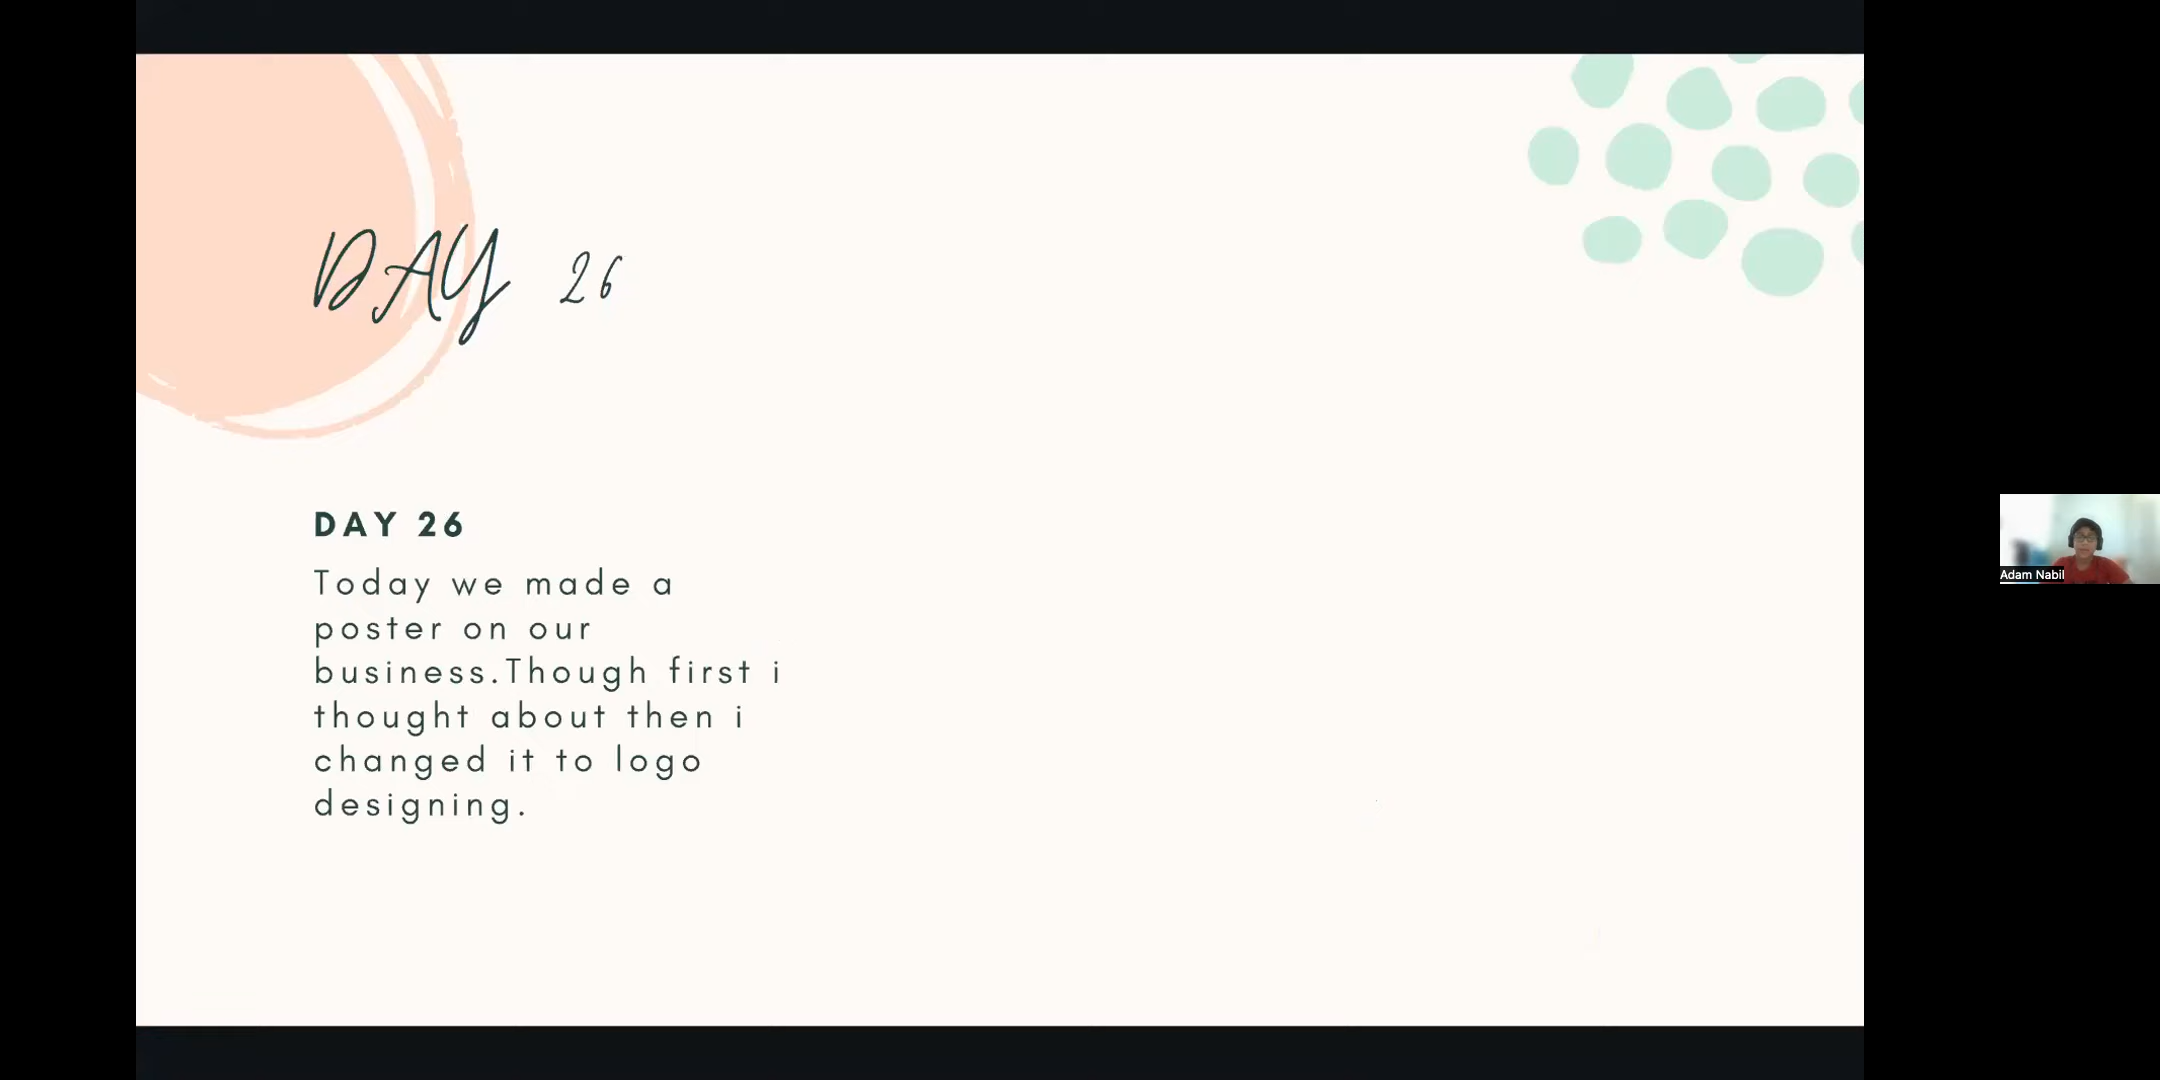 DAY 26
DAY 26
Today we made a
poster on our
business.Though first i
thought about then i
changed it to logo
designing.
Adam Nabil